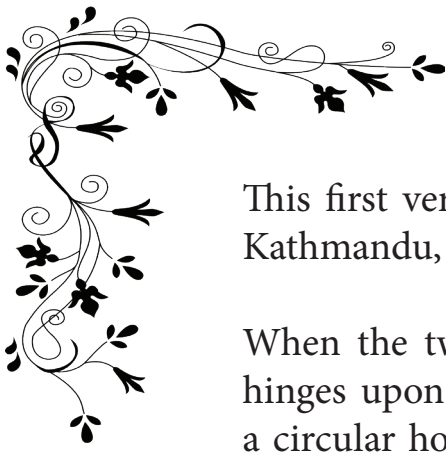 This first ver
Kathmandu,
When the tw
hinges upon
a circular ho